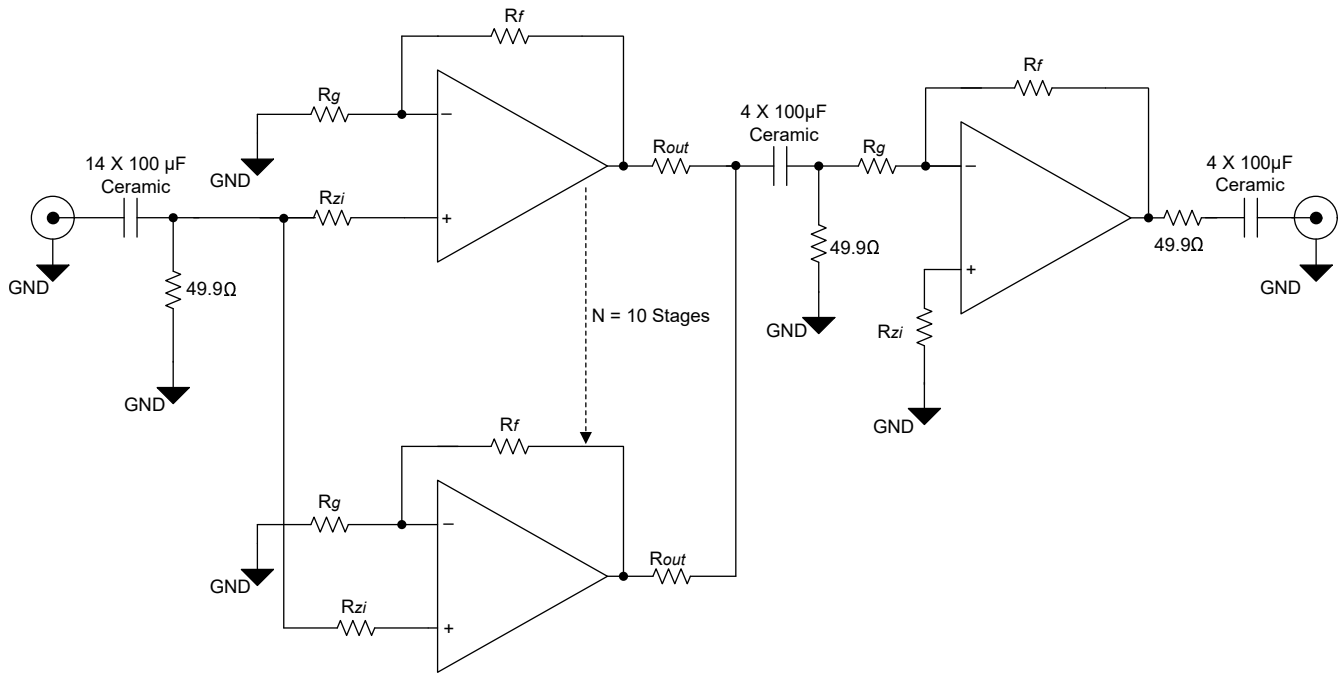 Rf
Rg
GND
14 X 100 µF
Ceramic
Rzi
GND
49.9Ω
GND
Rout
N = 10 Stages
Rf
Rg
GND
Rzi
Rout
4 X 100µF
Ceramic
Rg
49.9Ω
GND
Rf
Rzi
GND
49.9Ω
4 X 100µF
Ceramic
GND